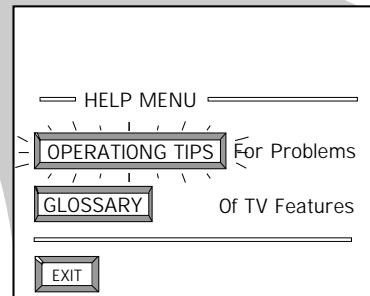 HELP MENU
OPERATIONG TIPS For Problems
GLOSSARY Of TV Features
EXIT